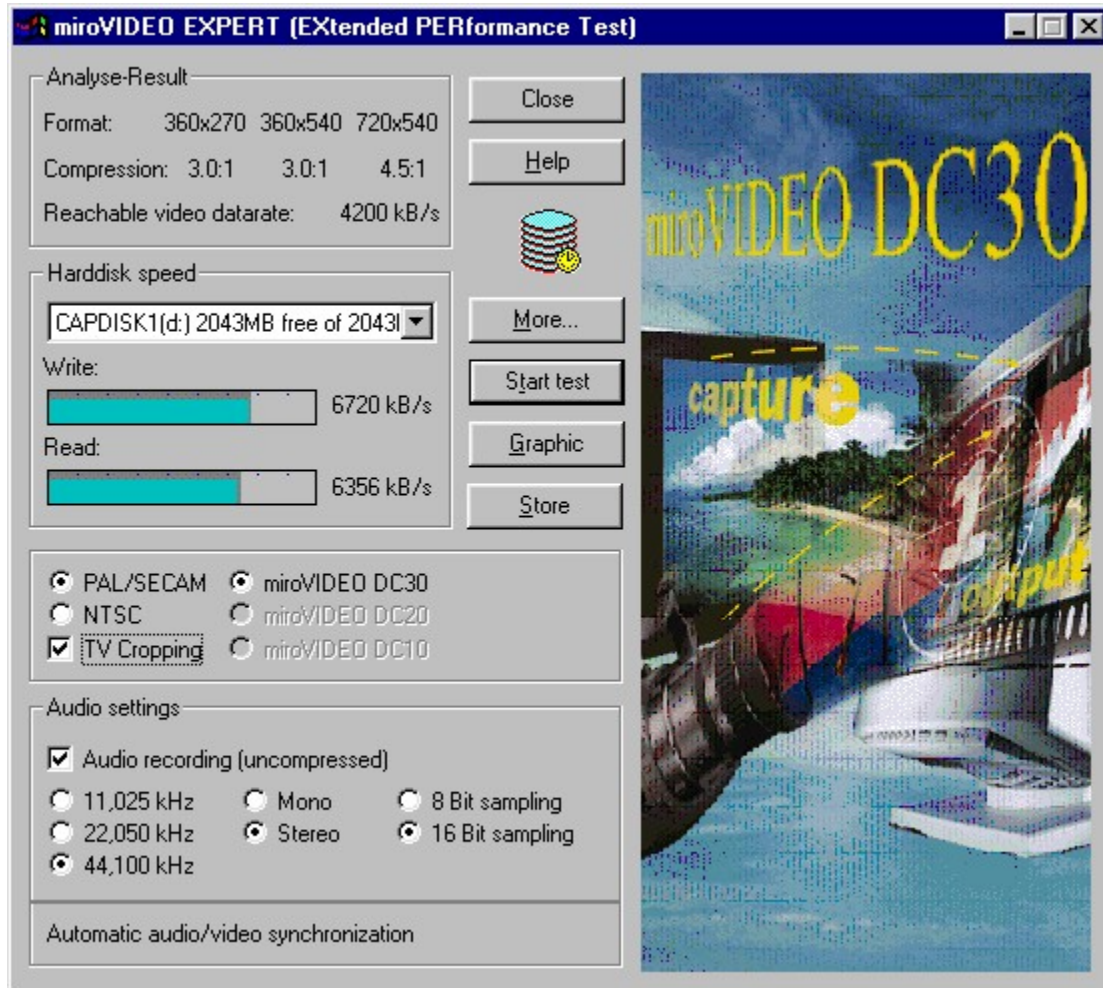 miroVIDEO EXPERT (EXtended PERformance Test)
Analyse-Result
Format: 360x270 360x540 720x540
Compression: 3.0:1 3.0:1 4.5:1
Reachable video datarate: 4200 kB/s
Close
Help
Harddisk speed
CAPDISK1(d:) 2043MB free of 2043
Write:
6720 kB/s
Read:
6356 kB/s
More...
Start test
Graphic
Store
PAL/SECAM miroVIDEO DC30
NTSC miroVIDEO DC20
TV Cropping miroVIDEO DC10
Audio settings
Audio recording (uncompressed)
11,025 kHz Mono 8 Bit sampling
22,050 kHz Stereo 16 Bit sampling
44,100 kHz
Automatic audio/video synchronization
miroVIDEO DC30
capture
output